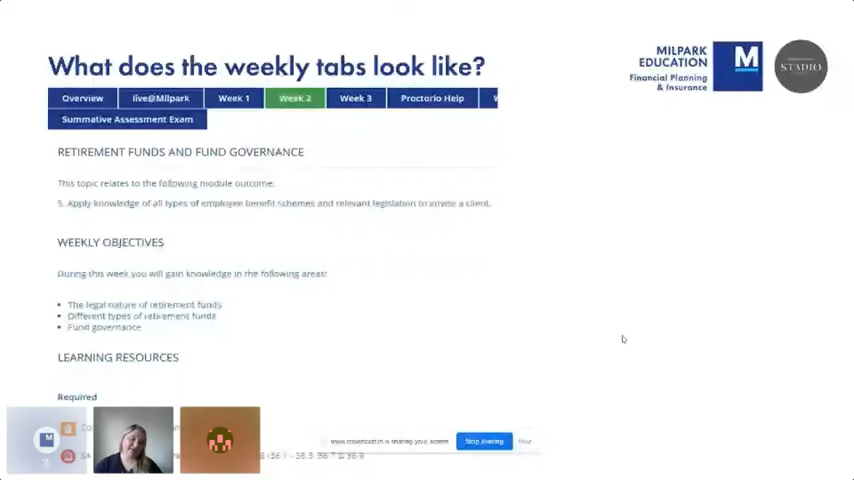 What does the weekly tabs look like?
MILPARK
EDUCATION
Financial Planning
& Insurance
M
STADIO
Overview
live@Milpark
Week 1
Week 2
Week 3
Proctorio Help
Summative Assessment Exam
RETIREMENT FUNDS AND FUND GOVERNANCE
This topic relates to the following module outcome:
5. Apply knowledge of all types of employee benefit schemes and relevant legislation to advise a client.
WEEKLY OBJECTIVES
During this week you will gain knowledge in the following areas:
• The legal nature of retirement funds
• Different types of retirement funds
• Fund governance
LEARNING RESOURCES
Required
M
is sharing your screen
Stop sharing
Hide